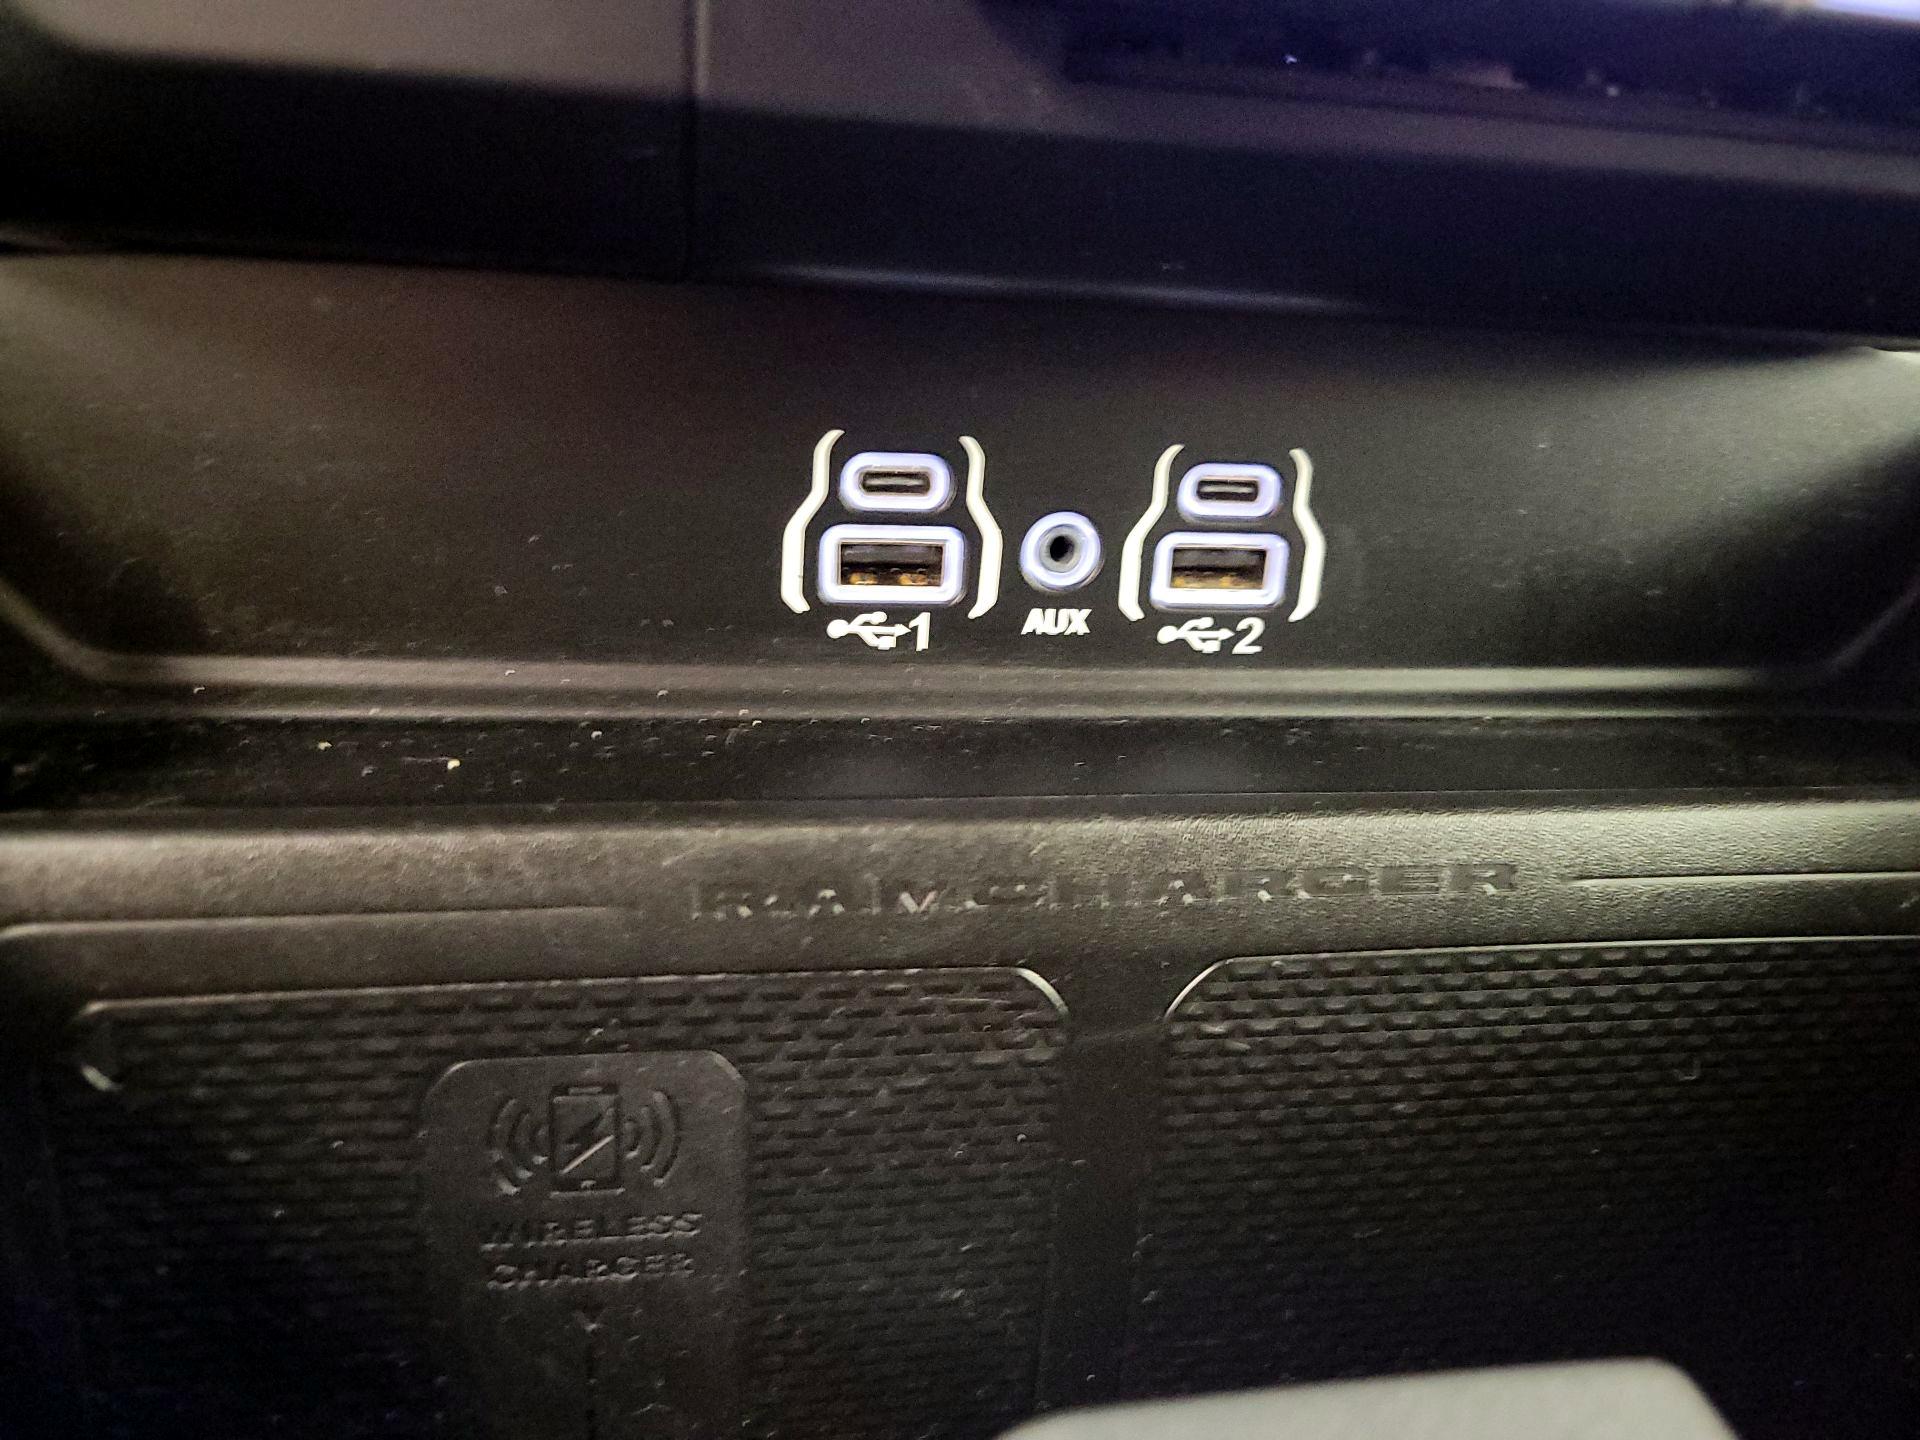 1
AUX
2
RAMCHARGER
WIRELESS
CHARGER